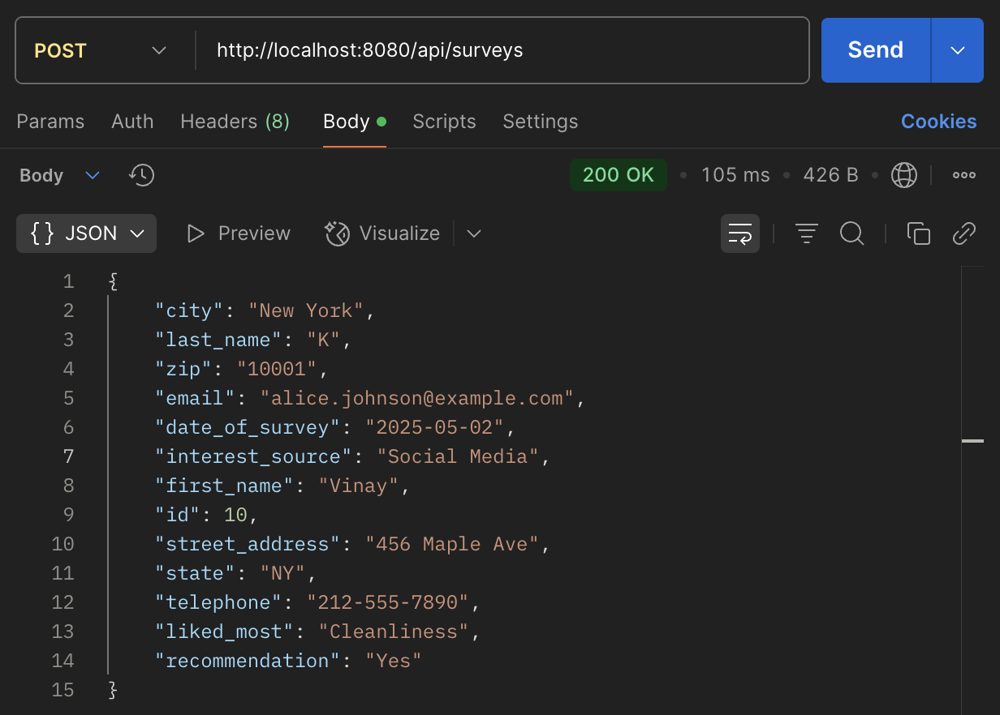 POST http://localhost:8080/api/surveys Send
Params Auth Headers (8) Body Scripts Settings Cookies
Body 200 OK 105 ms 426 B
{} JSON Preview Visualize
1 {
2 "city": "New York",
3 "last_name": "K",
4 "zip": "10001",
5 "email": "alice.johnson@example.com",
6 "date_of_survey": "2025-05-02",
7 "interest_source": "Social Media",
8 "first_name": "Vinay",
9 "id": 10,
10 "street_address": "456 Maple Ave",
11 "state": "NY",
12 "telephone": "212-555-7890",
13 "liked_most": "Cleanliness",
14 "recommendation": "Yes"
15 }